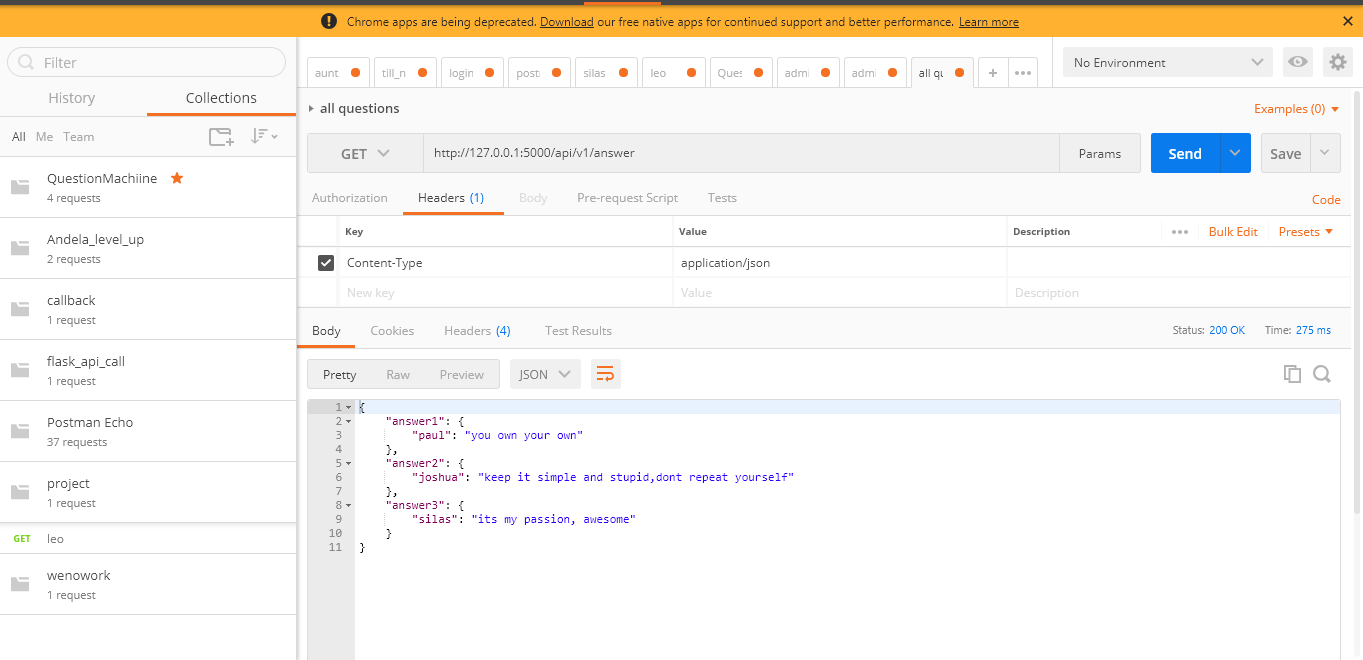 Chrome apps are being deprecated. Download our free native apps for continued support and better performance. Learn more
Filter
History Collections
All Me Team
QuestionMachiine
4 requests
Andela_level_up
2 requests
callback
1 request
flask_api_call
1 request
Postman Echo
37 requests
project
1 request
GET leo
wenowork
1 request
aunt till_n login post silas leo Ques admi admi all qu + •••
No Environment
all questions Examples (0)
GET http://127.0.0.1:5000/api/v1/answer Params Send Save
Authorization Headers (1) Body Pre-request Script Tests Code
Key Value Description ••• Bulk Edit Presets
Content-Type application/json
New key Value Description
Body Cookies Headers (4) Test Results Status: 200 OK Time: 275 ms
Pretty Raw Preview JSON
1 {
2 "answer1": {
3 "paul": "you own your own"
4 },
5 "answer2": {
6 "joshua": "keep it simple and stupid,dont repeat yourself"
7 },
8 "answer3": {
9 "silas": "its my passion, awesome"
10 }
11 }